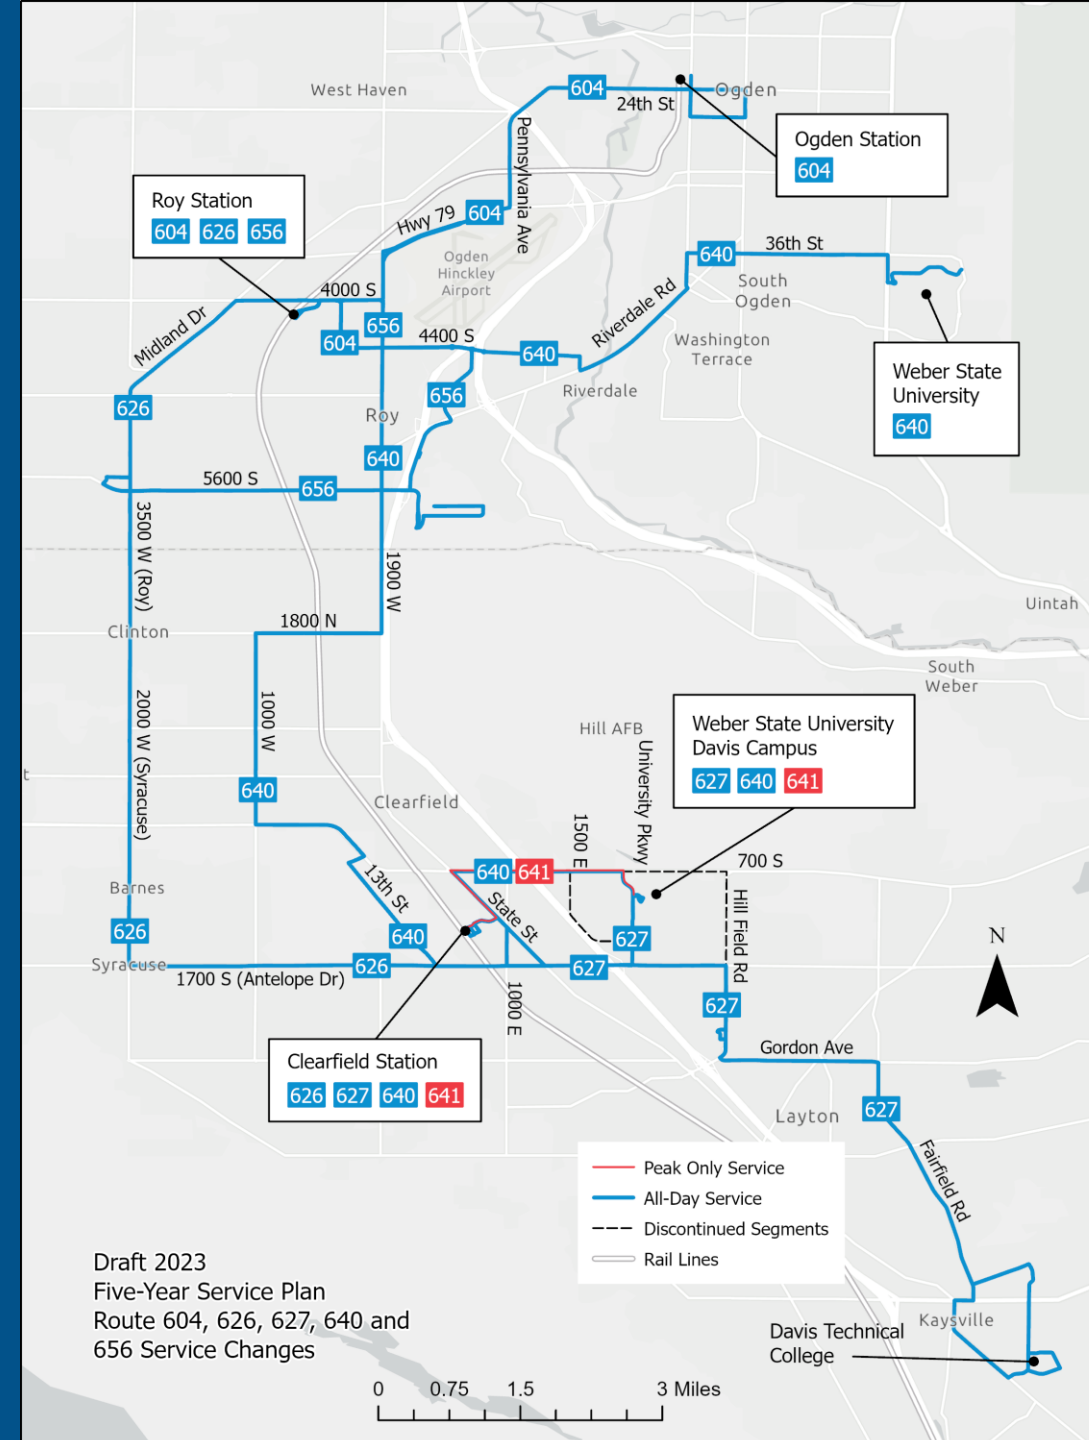 West Haven
604
24th St
Ogden
Ogden Station
604
Pennsylvania Ave
Roy Station
604 626 656
Hwy 79
604
Ogden
Hinckley
Airport
640
36th St
South
Ogden
4000 S
656
Midland Dr
604
4400 S
640
Riverdale Rd
Washington
Terrace
Weber State
University
640
626
656
Riverdale
Roy
640
5600 S
656
3500 W (Roy)
1900 W
Uintah
1800 N
Clinton
South
Weber
2000 W (Syracuse)
1000 W
Hill AFB
University Pkwy
Weber State University
Davis Campus
627 640 641
640
Clearfield
1500 E
700 S
640 641
13th St
State St
Hill Field Rd
Barnes
626
640
627
N
Syracuse
626
627
1700 S (Antelope Dr)
1000 E
627
Clearfield Station
626 627 640 641
Gordon Ave
Layton
627
Fairfield Rd
Peak Only Service
All-Day Service
Discontinued Segments
Rail Lines
Draft 2023
Five-Year Service Plan
Route 604, 626, 627, 640 and
656 Service Changes
Kaysville
Davis Technical
College
0 0.75 1.5 3 Miles